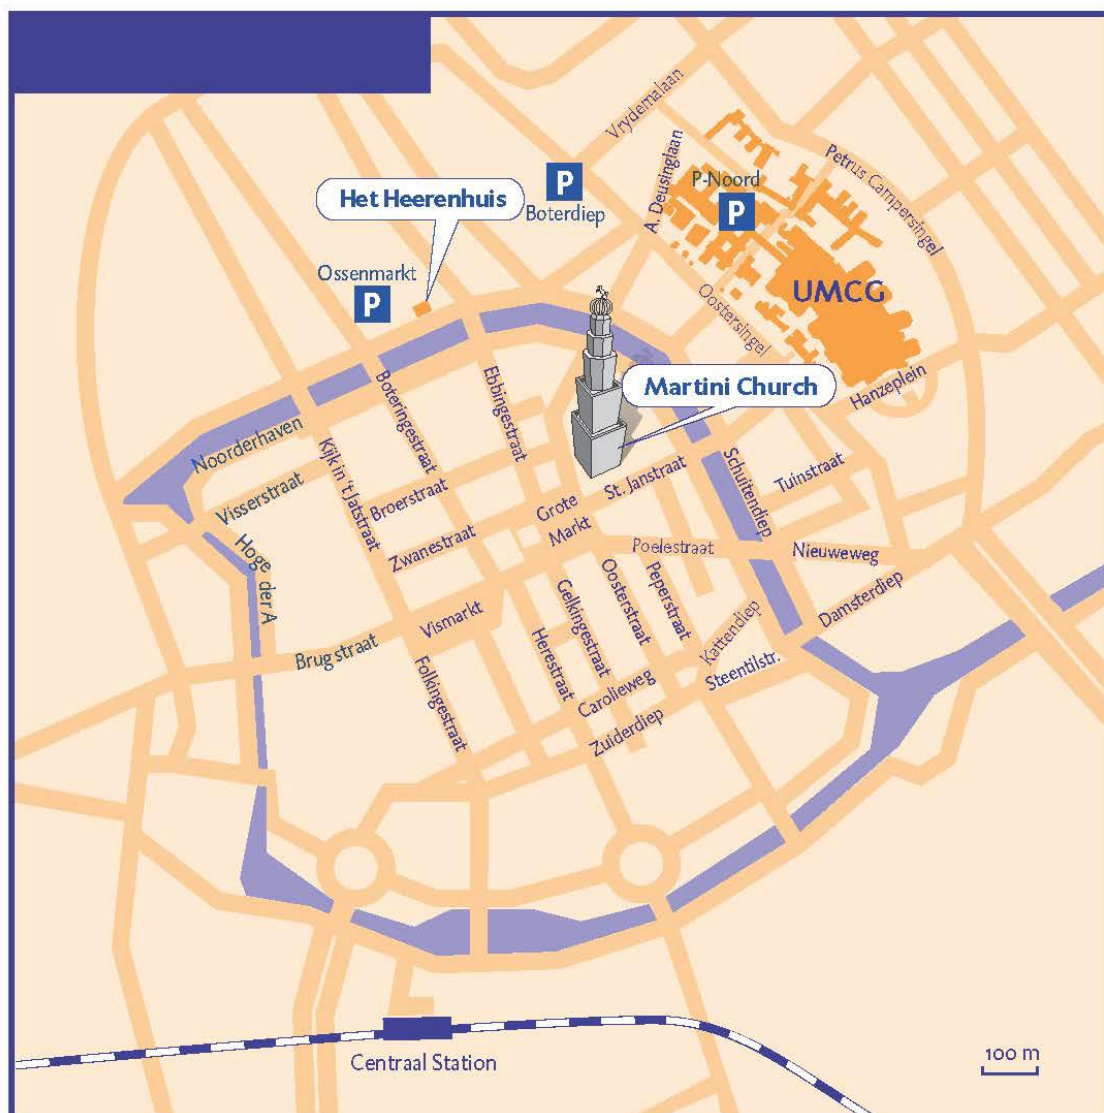 Vrydemalaan
A. Deusinglaan
P-Noord
P
Petrus Campersingel
P
Boterdiep
Het Heerenhuis
Ossenmarkt
P
UMCG
Oostersingel
Martini Church
Hanzeplein
Noorderhaven
Boteringestraat
Ebbingestraat
Visserstraat
Kijk in 't Jatstraat
Broerstraat
Zwanestraat
Grote
Markt
St. Janstraat
Schuitendiep
Tuinstraat
Hoge der A
Poelestraat
Nieuweweg
Brugstraat
Vismarkt
Folkingestraat
Herestraat
Gelkingestraat
Oosterstraat
Peperstraat
Kattendiep
Damsterdiep
Carolieweg
Steentilstr.
Zuiderdiep
Centraal Station
100 m